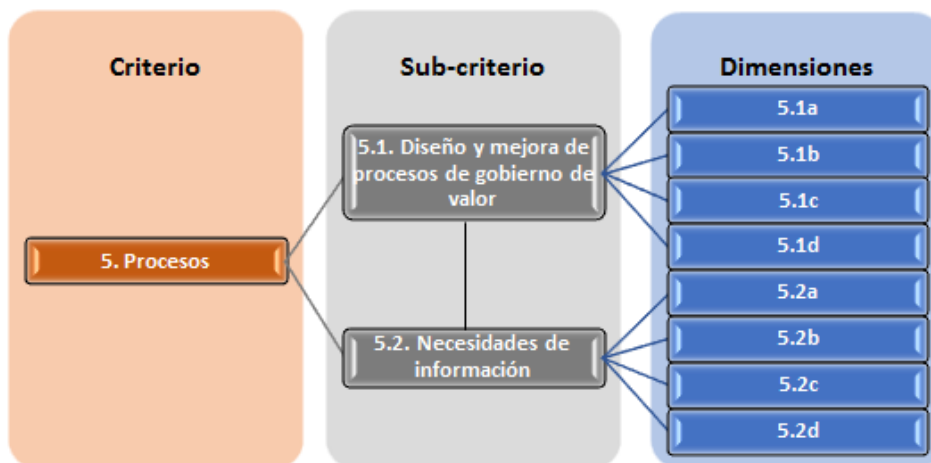 Criterio
Sub-criterio
Dimensiones
5. Procesos
5.1. Diseño y mejora de
procesos de gobierno de
valor
5.2. Necesidades de
información
5.1a
5.1b
5.1c
5.1d
5.2a
5.2b
5.2c
5.2d